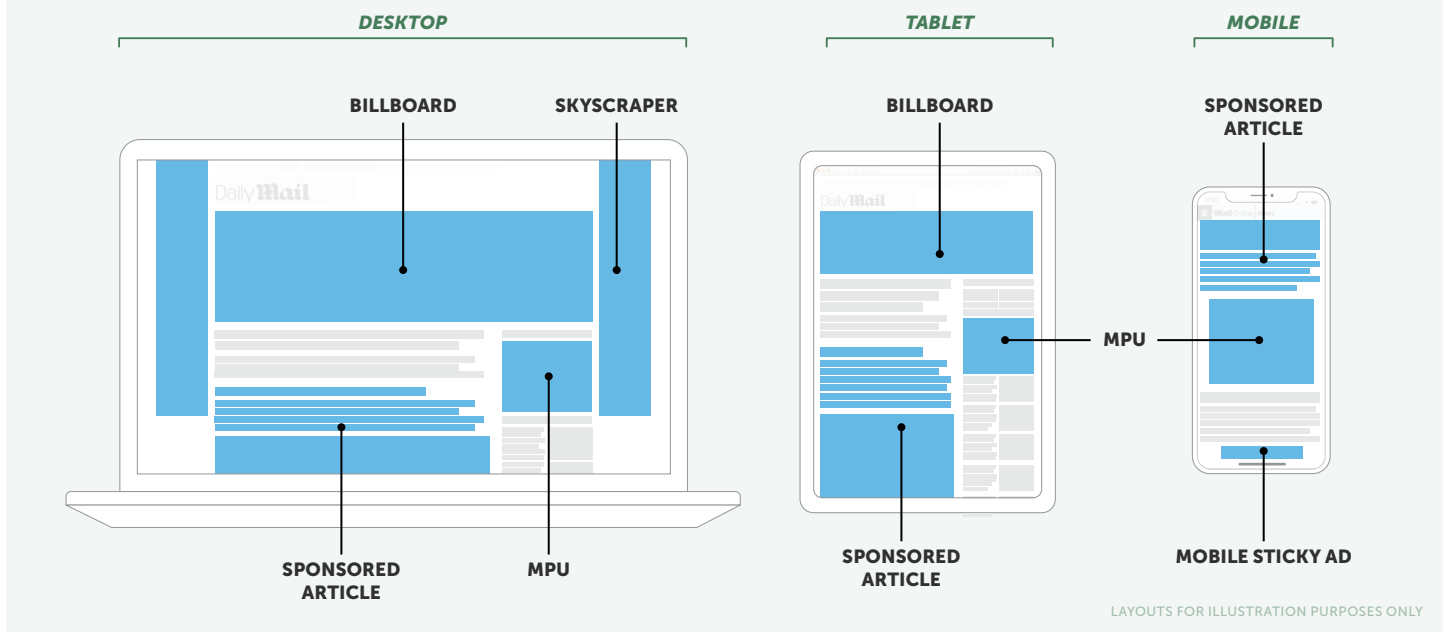 DESKTOP
TABLET
MOBILE
BILLBOARD
SKYSCRAPER
BILLBOARD
SPONSORED
ARTICLE
Daily Mail
Daily Mail
MPU
SPONSORED
ARTICLE
MPU
SPONSORED
ARTICLE
MOBILE STICKY AD
LAYOUTS FOR ILLUSTRATION PURPOSES ONLY